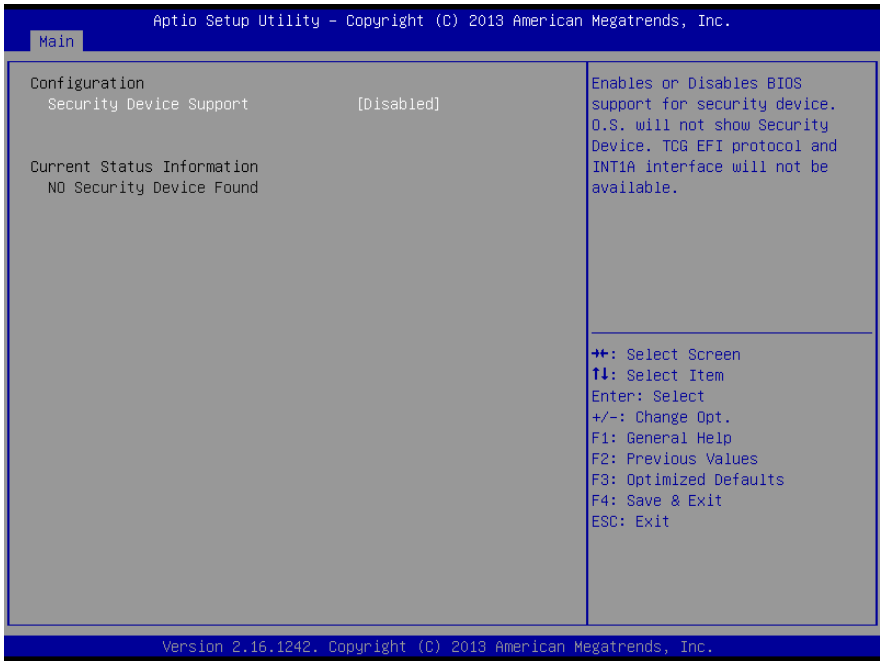 Aptio Setup Utility – Copyright (C) 2013 American Megatrends, Inc.
Main
Configuration
Security Device Support [Disabled]
Current Status Information
NO Security Device Found
Enables or Disables BIOS
support for security device.
O.S. will not show Security
Device. TCG EFI protocol and
INT1A interface will not be
available.
→←: Select Screen
↑↓: Select Item
Enter: Select
+/-: Change Opt.
F1: General Help
F2: Previous Values
F3: Optimized Defaults
F4: Save & Exit
ESC: Exit
Version 2.16.1242. Copyright (C) 2013 American Megatrends, Inc.